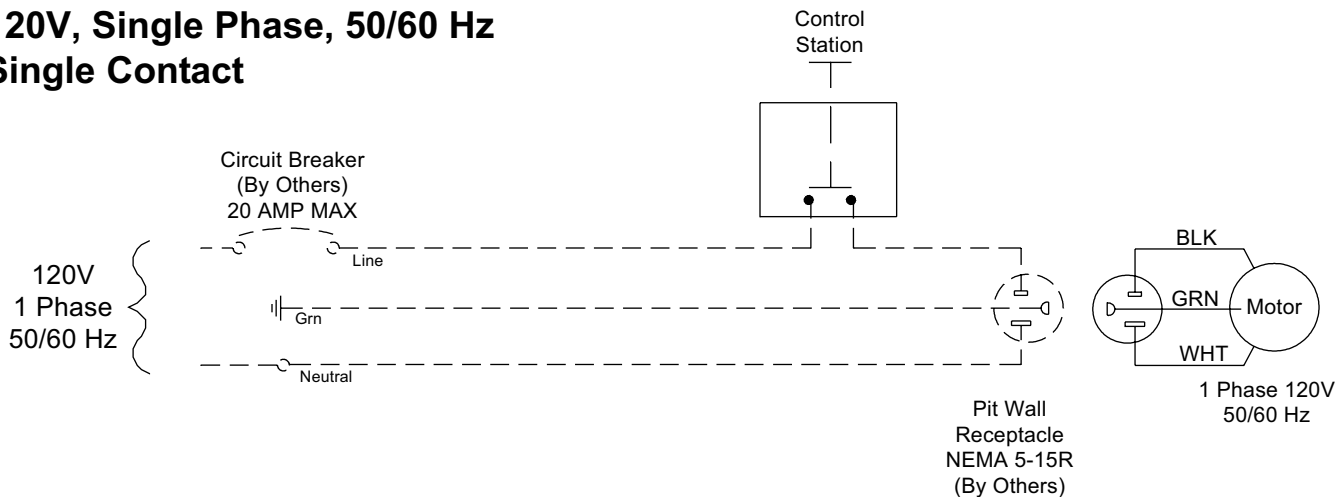 20V, Single Phase, 50/60 Hz
Single Contact
Control
Station
Circuit Breaker
(By Others)
20 AMP MAX
Line
120V
1 Phase
50/60 Hz
Grn
Neutral
BLK
GRN
Motor
WHT
1 Phase 120V
50/60 Hz
Pit Wall
Receptacle
NEMA 5-15R
(By Others)